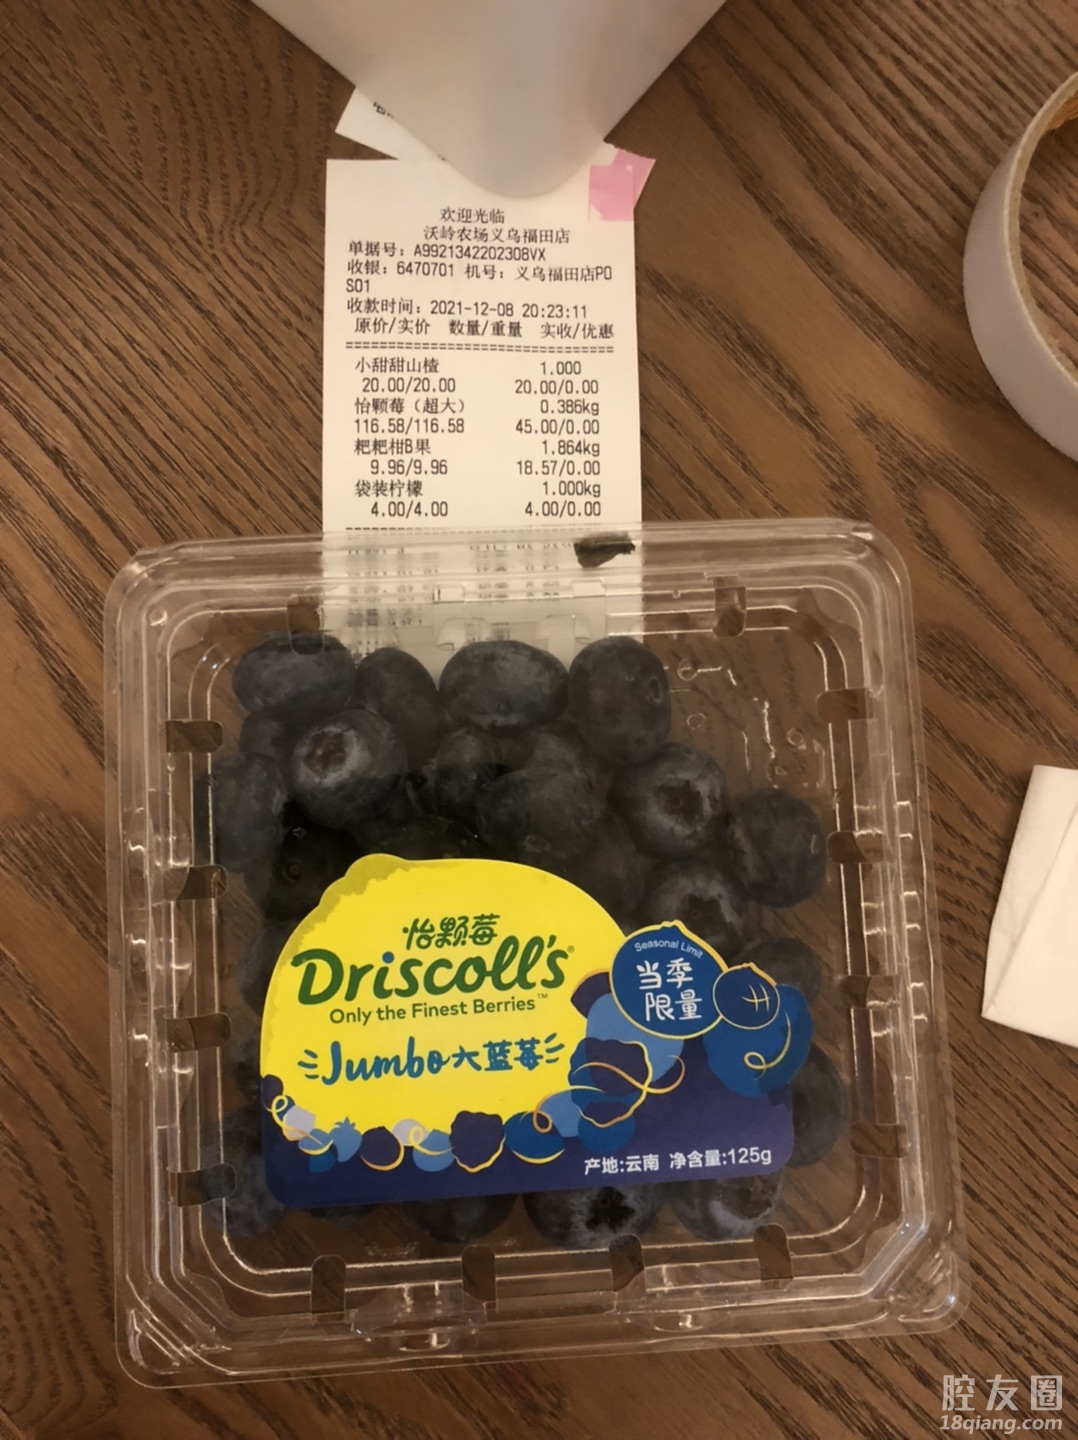 欢迎光临
沃岭农场义乌福田店
单据号：A9921342202308VX
收银：6470701 机号：义乌福田店PO
S01
收款时间：2021-12-08 20:23:11
原价/实价 数量/重量 实收/优惠
小甜甜山楂 1.000
20.00/20.00 20.00/0.00
怡颗莓（超大） 0.386kg
116.58/116.58 45.00/0.00
粑粑柑B果 1.864kg
9.96/9.96 18.57/0.00
袋装柠檬 1.000kg
4.00/4.00 4.00/0.00
怡颗莓
Driscoll's®
Only the Finest Berries™
Jumbo大蓝莓
Seasonal Limit
当季
限量
产地:云南 净含量:125g
腔友圈
18qiang.com